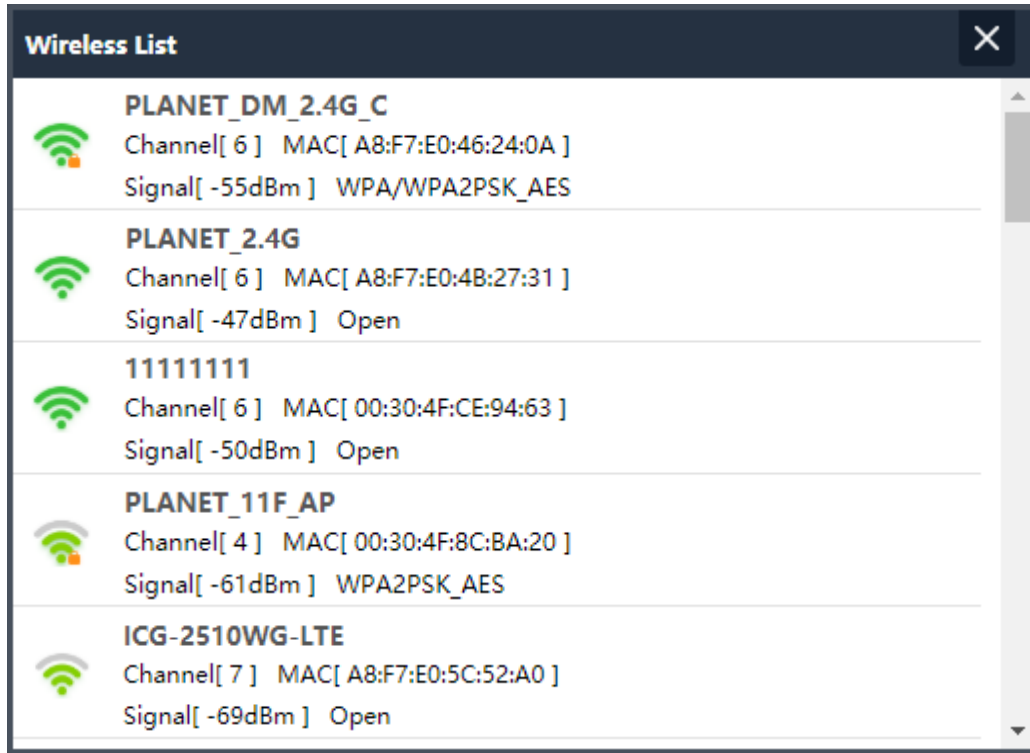 Wireless List
PLANET_DM_2.4G_C
Channel[ 6 ] MAC[ A8:F7:E0:46:24:0A ]
Signal[ -55dBm ] WPA/WPA2PSK_AES
PLANET_2.4G
Channel[ 6 ] MAC[ A8:F7:E0:4B:27:31 ]
Signal[ -47dBm ] Open
11111111
Channel[ 6 ] MAC[ 00:30:4F:CE:94:63 ]
Signal[ -50dBm ] Open
PLANET_11F_AP
Channel[ 4 ] MAC[ 00:30:4F:8C:BA:20 ]
Signal[ -61dBm ] WPA2PSK_AES
ICG-2510WG-LTE
Channel[ 7 ] MAC[ A8:F7:E0:5C:52:A0 ]
Signal[ -69dBm ] Open